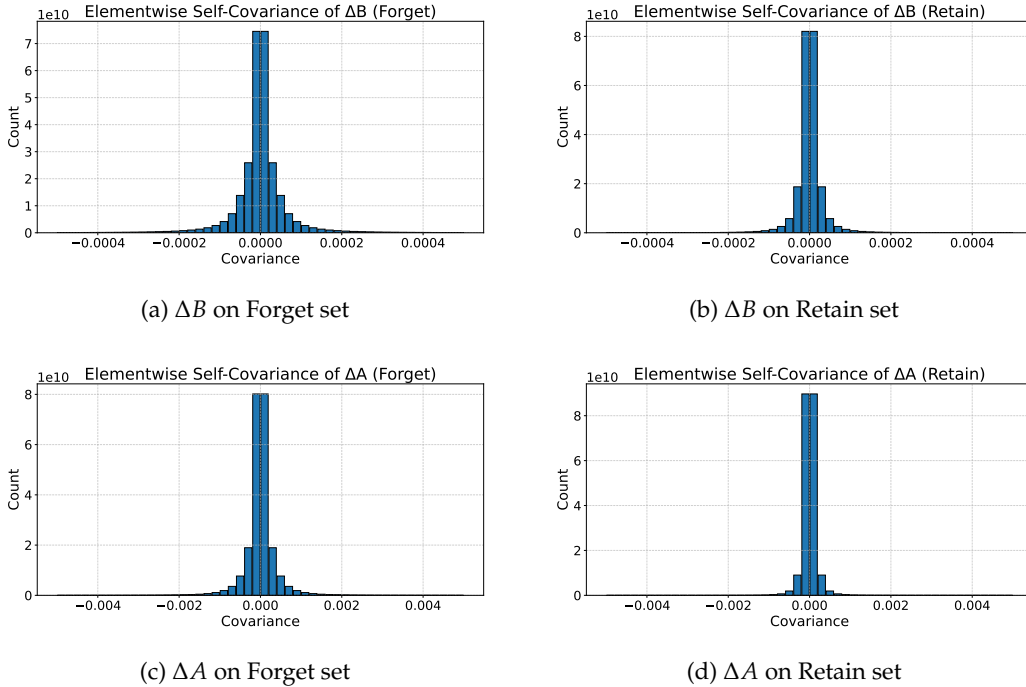 Elementwise Self-Covariance of ΔB (Forget)
1e10
7
6
5
4
3
2
1
0
Count
−0.0004
−0.0002
0.0000
0.0002
0.0004
Covariance
(a) ΔB on Forget set
Elementwise Self-Covariance of ΔB (Retain)
1e10
8
6
4
2
0
Count
−0.0004
−0.0002
0.0000
0.0002
0.0004
Covariance
(b) ΔB on Retain set
Elementwise Self-Covariance of ΔA (Forget)
1e10
8
6
4
2
0
Count
−0.004
−0.002
0.000
0.002
0.004
Covariance
(c) ΔA on Forget set
Elementwise Self-Covariance of ΔA (Retain)
1e10
8
6
4
2
0
Count
−0.004
−0.002
0.000
0.002
0.004
Covariance
(d) ΔA on Retain set